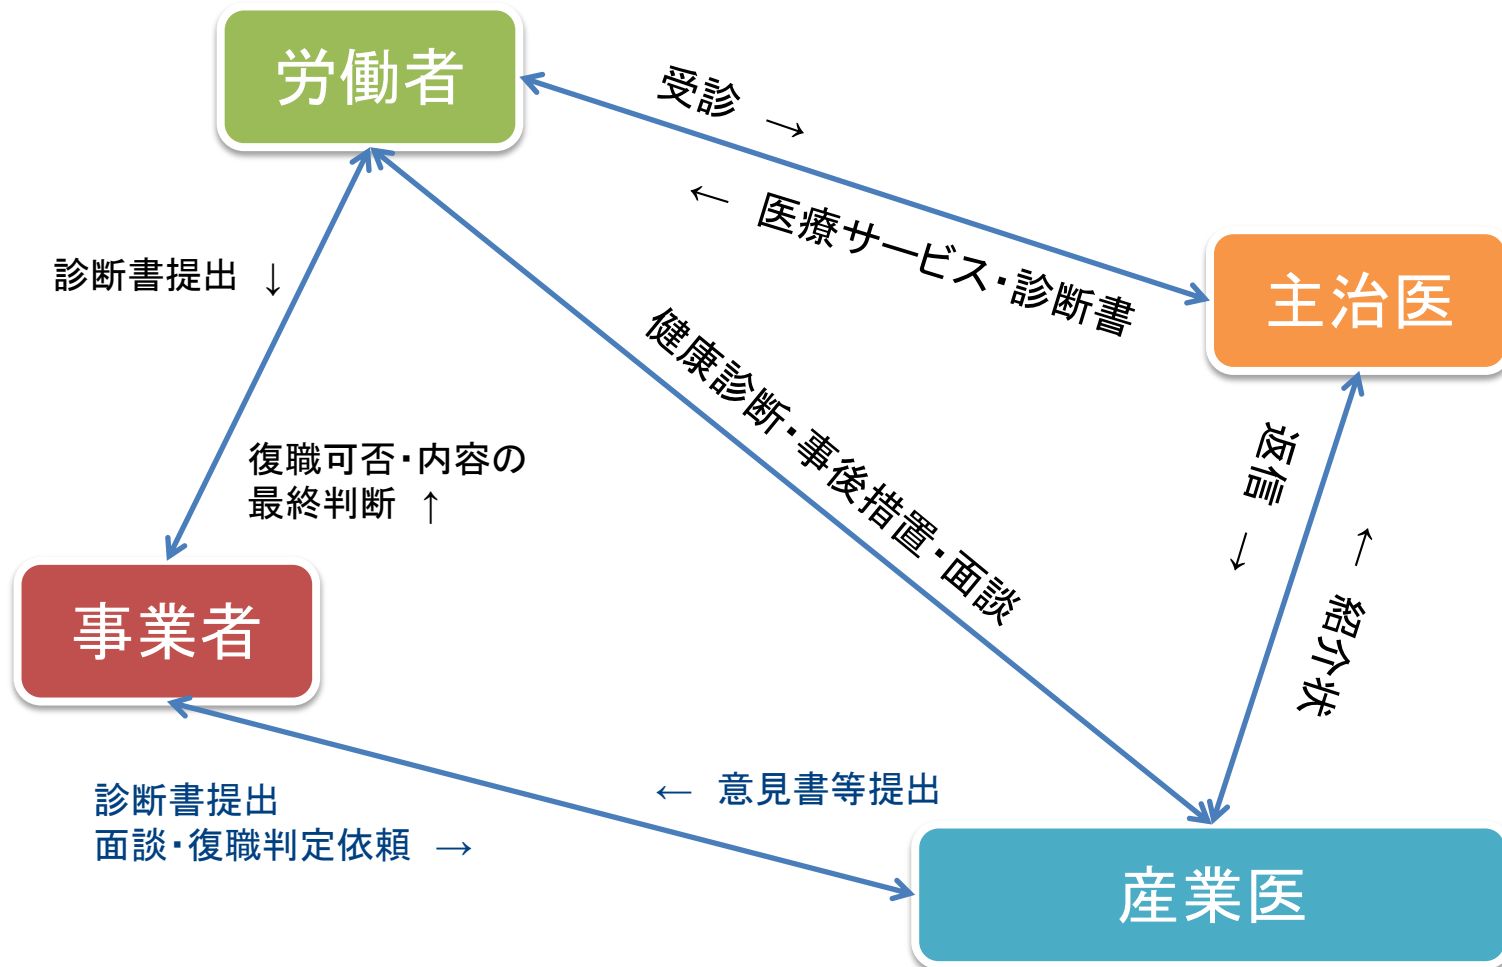 労働者
受診 →
← 医療サービス・診断書
主治医
診断書提出 ↓
健康診断・事後措置・面談
復職可否・内容の
最終判断 ↑
返信 →
← 紹介状
事業者
← 意見書等提出
診断書提出
面談・復職判定依頼 →
産業医